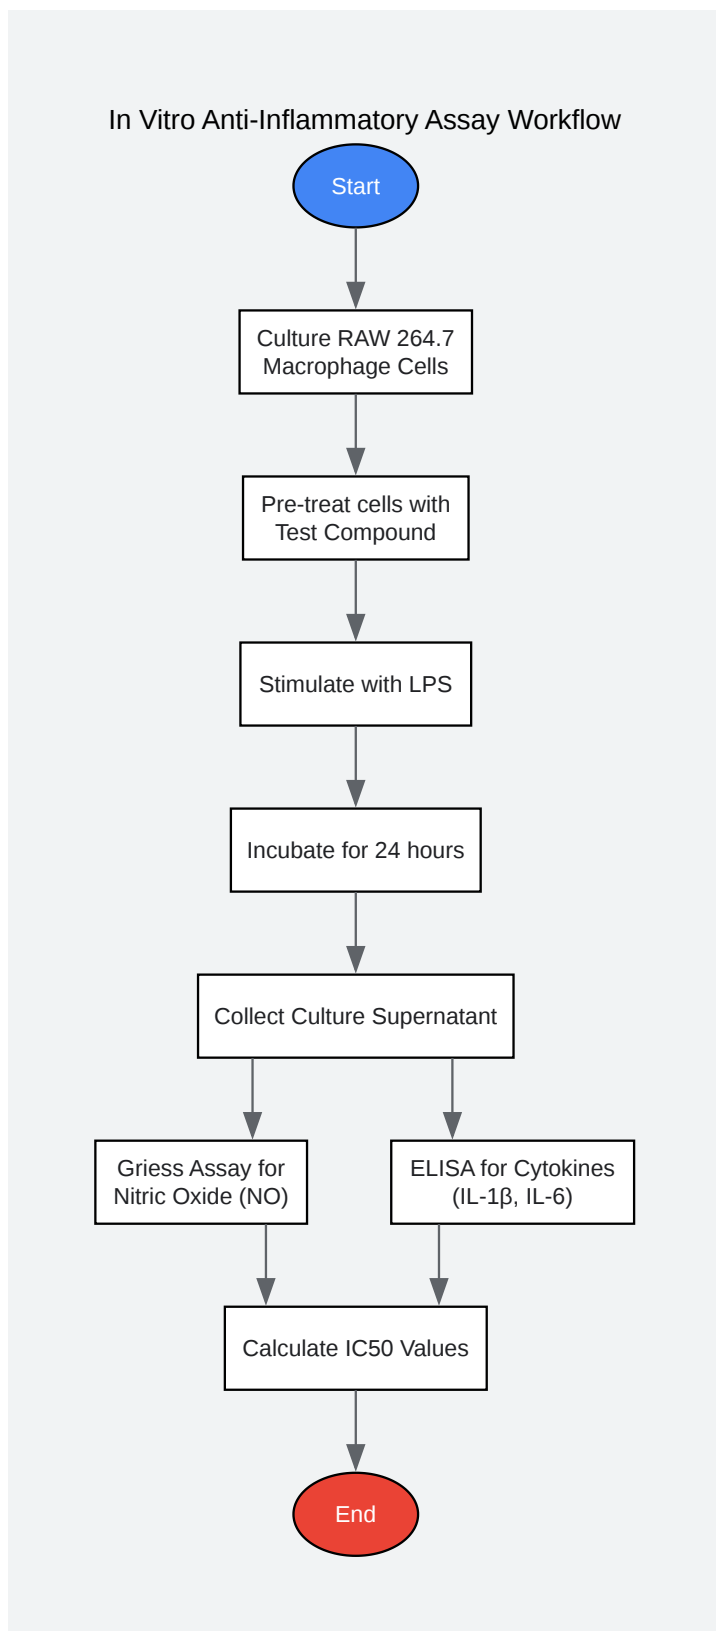 In Vitro Anti-Inflammatory Assay Workflow
Start
Culture RAW 264.7
Macrophage Cells
Pre-treat cells with
Test Compound
Stimulate with LPS
Incubate for 24 hours
Collect Culture Supernatant
Griess Assay for
Nitric Oxide (NO)
ELISA for Cytokines
(IL-1β, IL-6)
Calculate IC50 Values
End